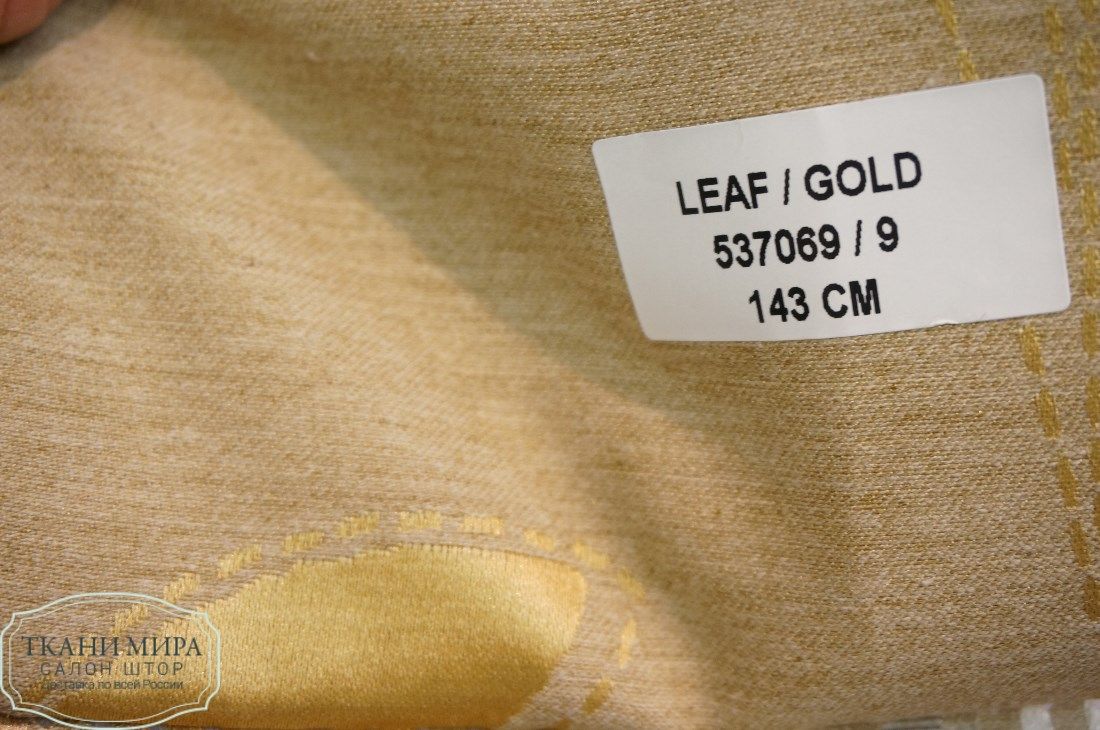 LEAF / GOLD
537069 / 9
143 CM
ТКАНИ МИРА
САЛОН ШТОР
Доставка по всей России